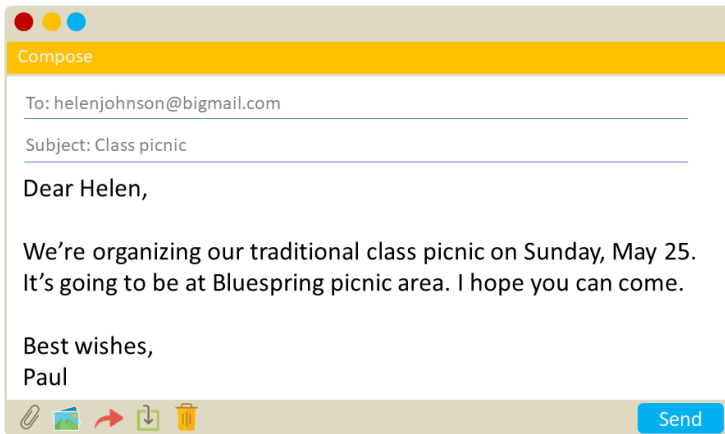 Compose
To: helenjohnson@bigmail.com
Subject: Class picnic
Dear Helen,
We’re organizing our traditional class picnic on Sunday, May 25.
It’s going to be at Bluespring picnic area. I hope you can come.
Best wishes,
Paul
Send